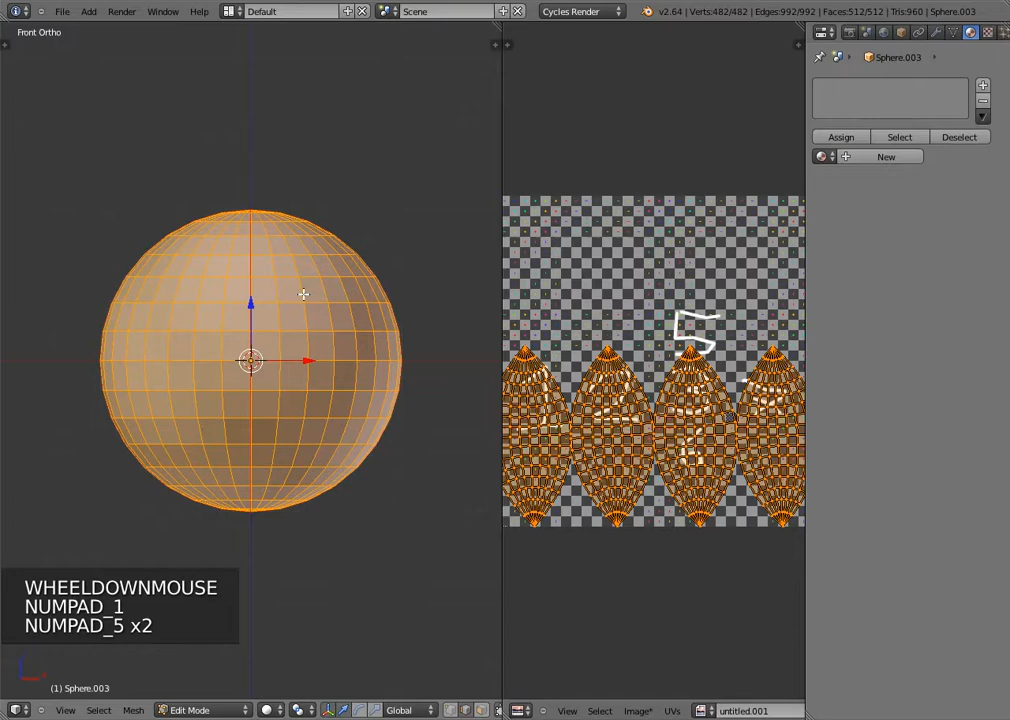 File Add Render Window Help Default Scene Cycles Render v2.64 | Verts:482/482 | Edges:992/992 | Faces:512/512 | Tris:960 | Sphere.003
Front Ortho
Sphere.003
Assign Select Deselect
New
5
WHEELDOWNMOUSE
NUMPAD_1
NUMPAD_5 x2
(1) Sphere.003
View Select Mesh Edit Mode Global View Select Image* UVs untitled.001